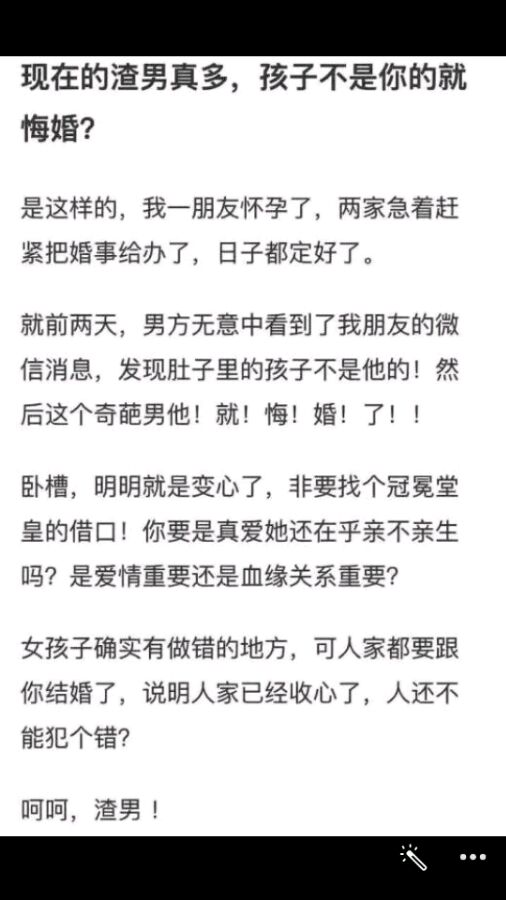 现在的渣男真多，孩子不是你的就
悔婚？
是这样的，我一朋友怀孕了，两家急着赶
紧把婚事给办了，日子都定好了。
就前两天，男方无意中看到了我朋友的微
信消息，发现肚子里的孩子不是他的！然
后这个奇葩男他！就！悔！婚！了！！
卧槽，明明就是变心了，非要找个冠冕堂
皇的借口！你要是真爱她还在乎亲不亲生
吗？是爱情重要还是血缘关系重要？
女孩子确实有做错的地方，可人家都要跟
你结婚了，说明人家已经收心了，人还不
能犯个错？
呵呵，渣男！